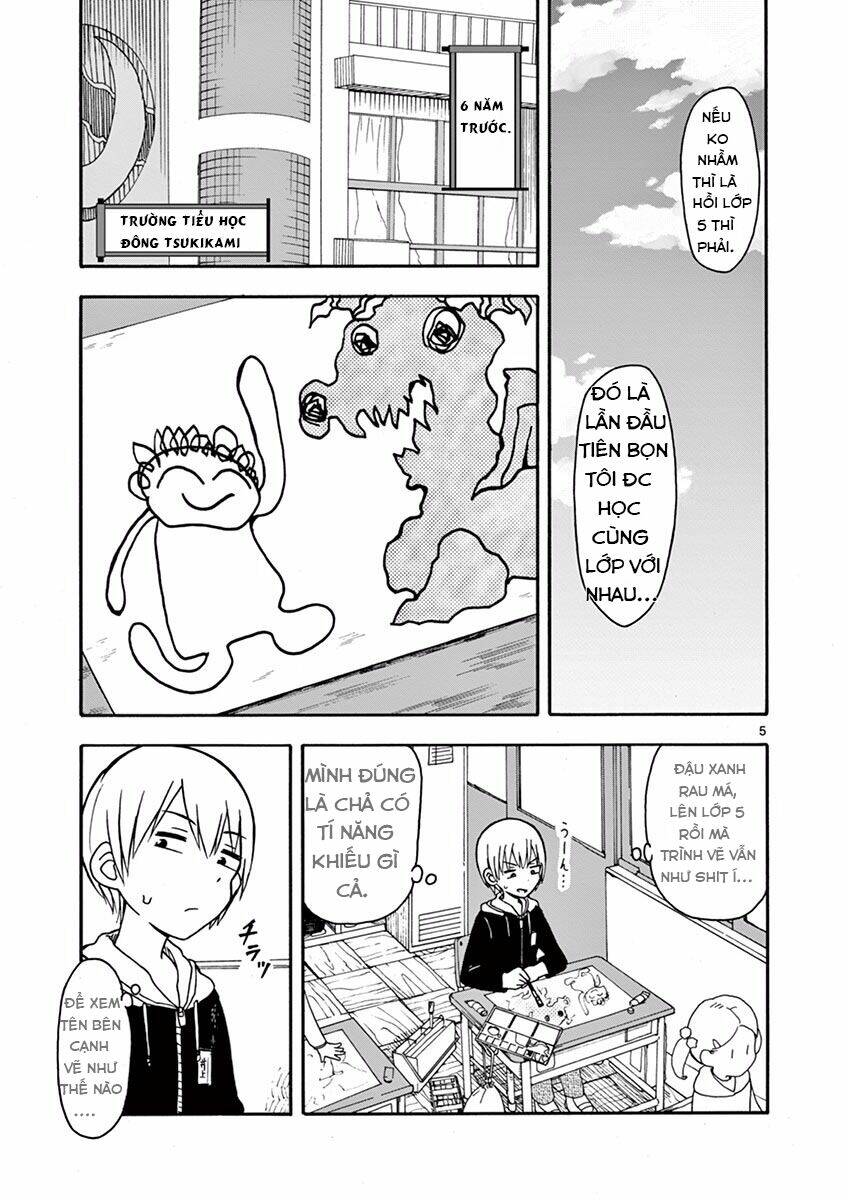 NẾU
KO
NHẦM
THÌ LÀ
HỒI LỚP
5 THÌ
PHẢI.
ĐÓ LÀ
LẦN ĐẦU
TIÊN BỌN
TÔI ĐC
HỌC
CÙNG
LỚP VỚI
NHAU...
6 NĂM
TRƯỚC.
TRƯỜNG TIỂU HỌC
ĐÔNG TSUKIKAMI
5
ĐẬU XANH
RAU MÁ,
LÊN LỚP 5
RỒI MÀ
TRÌNH VẼ VẪN
NHƯ SHIT Í...
うーん…
MÌNH ĐÚNG
LÀ CHẢ CÓ
TÍ NĂNG
KHIẾU GÌ
CẢ.
チラッ
井上
ĐỂ XEM
TÊN BÊN
CẠNH
VẼ NHƯ
THẾ NÀO
....